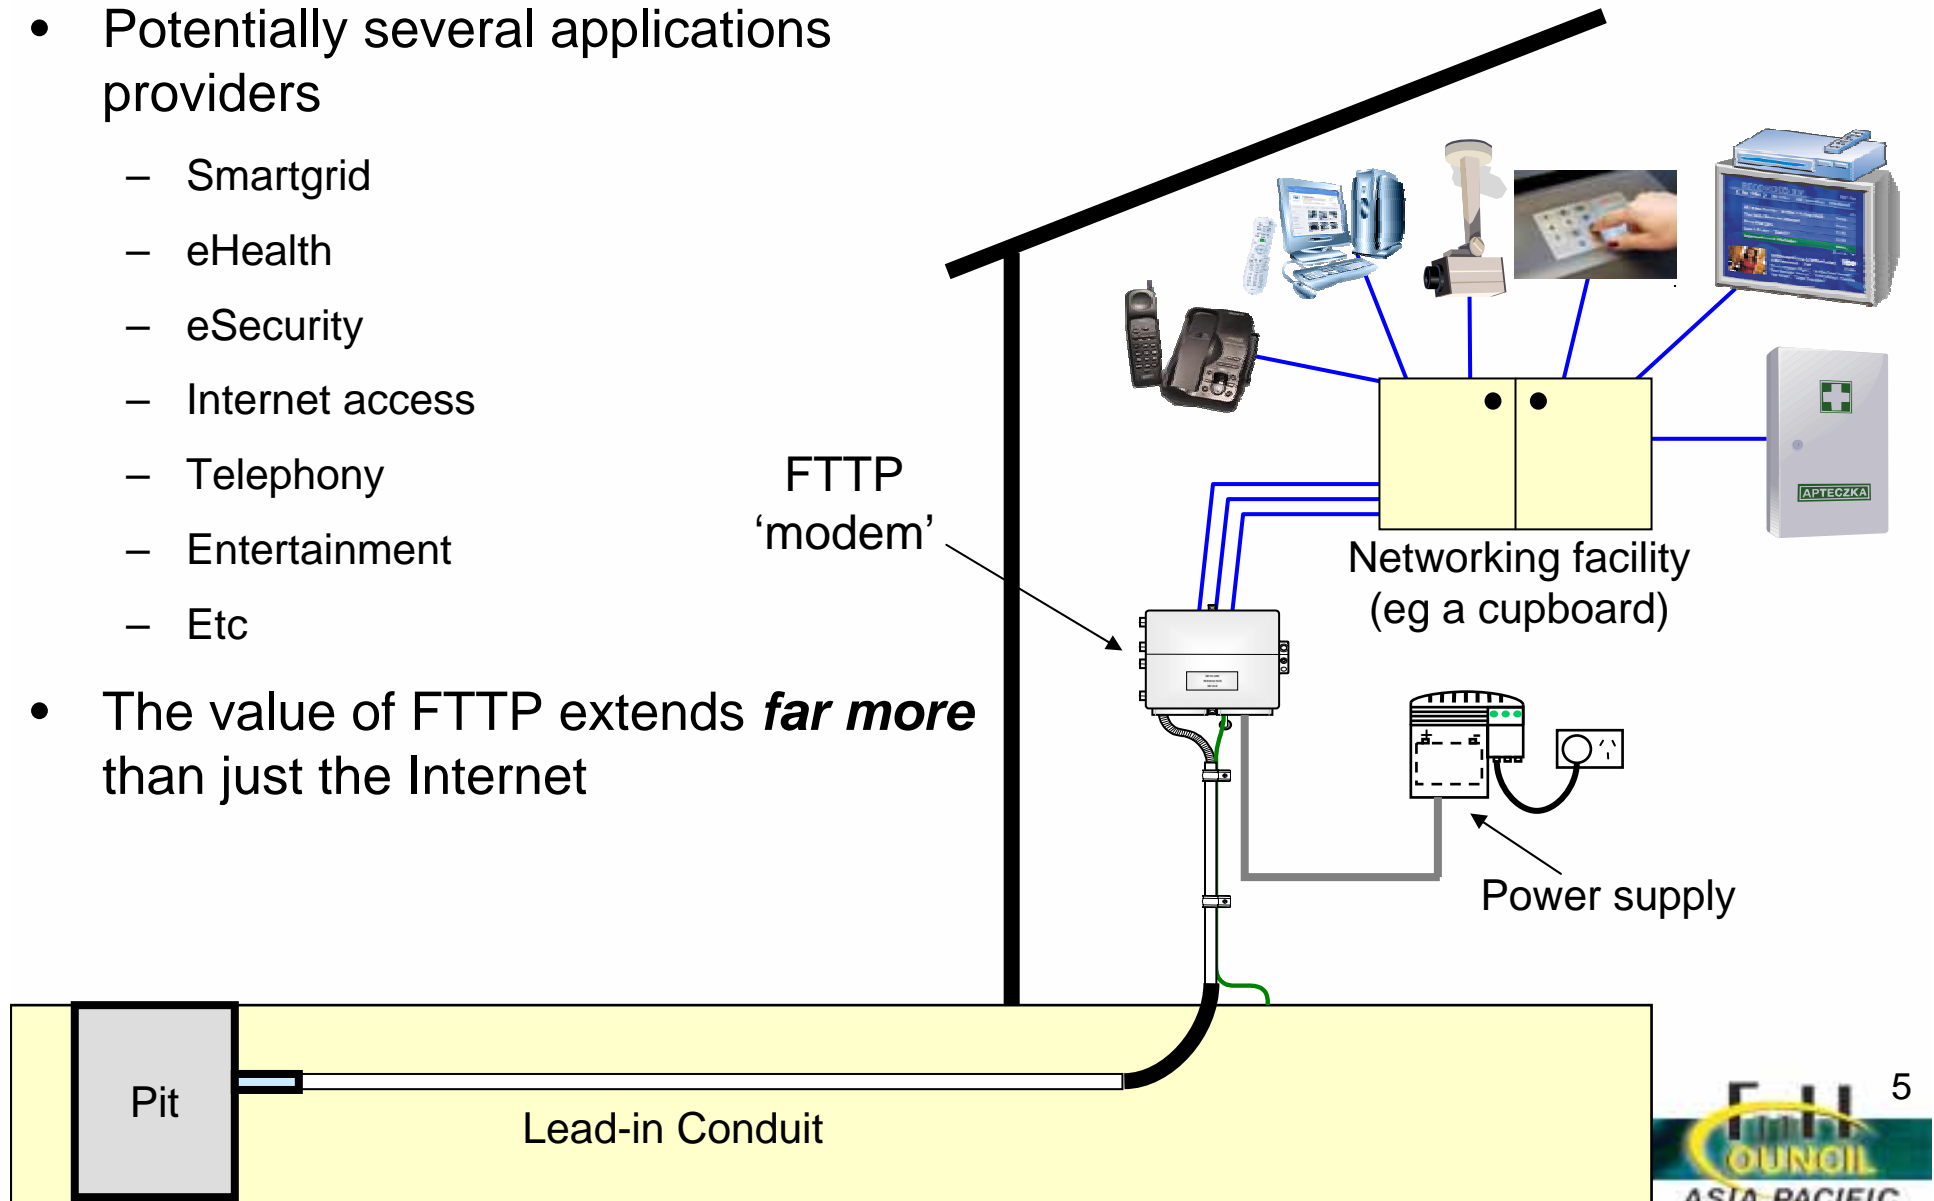 • Potentially several applications
providers
– Smartgrid
– eHealth
– eSecurity
– Internet access
– Telephony
– Entertainment
– Etc
• The value of FTTP extends far more
than just the Internet
FTTP
‘modem’
APTECZKA
Networking facility
(eg a cupboard)
Power supply
Pit
Lead-in Conduit
5
COUNCIL
ASIA PACIFIC